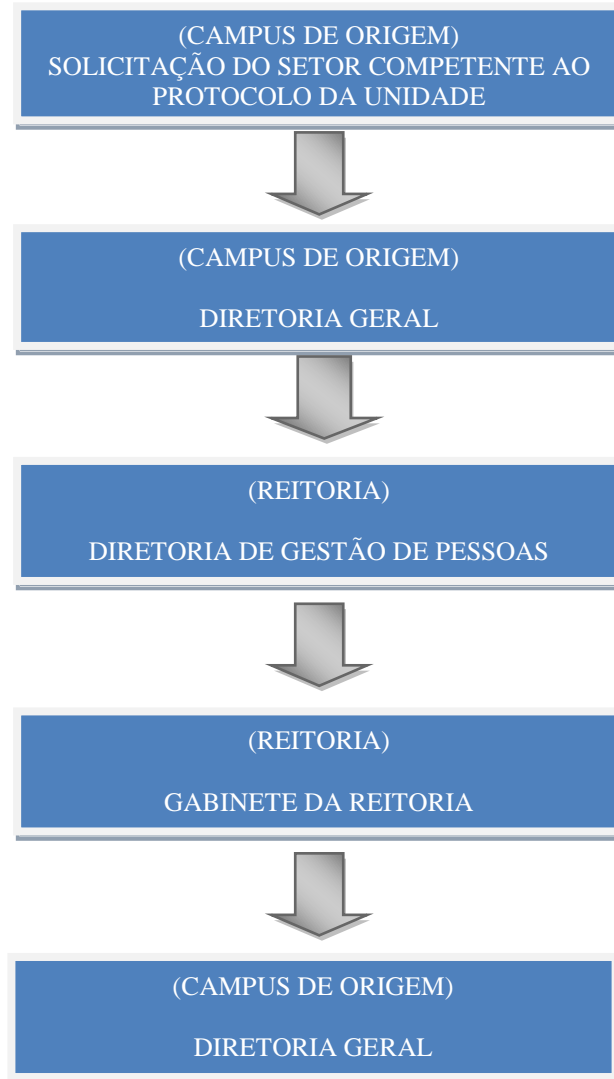 (CAMPUS DE ORIGEM)
SOLICITAÇÃO DO SETOR COMPETENTE AO
PROTOCOLO DA UNIDADE
(CAMPUS DE ORIGEM)
DIRETORIA GERAL
(REITORIA)
DIRETORIA DE GESTÃO DE PESSOAS
(REITORIA)
GABINETE DA REITORIA
(CAMPUS DE ORIGEM)
DIRETORIA GERAL